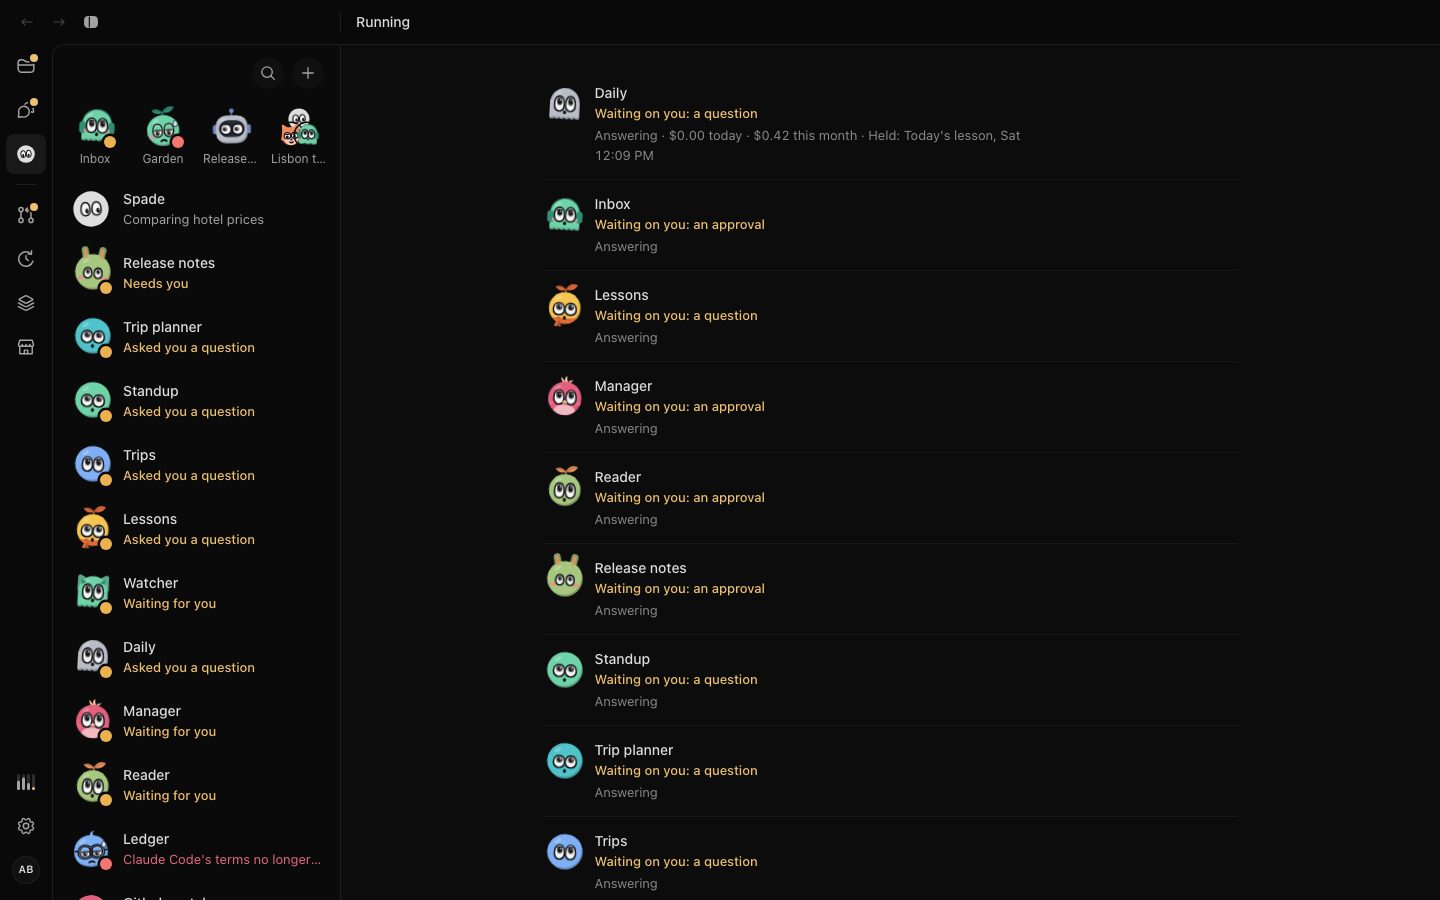 Running
Inbox
Garden
Release...
Lisbon t...
Spade
Comparing hotel prices
Release notes
Needs you
Trip planner
Asked you a question
Standup
Asked you a question
Trips
Asked you a question
Lessons
Asked you a question
Watcher
Waiting for you
Daily
Asked you a question
Manager
Waiting for you
Reader
Waiting for you
Ledger
Claude Code's terms no longer...
AB
Daily
Waiting on you: a question
Answering · $0.00 today · $0.42 this month · Held: Today's lesson, Sat
12:09 PM
Inbox
Waiting on you: an approval
Answering
Lessons
Waiting on you: a question
Answering
Manager
Waiting on you: an approval
Answering
Reader
Waiting on you: an approval
Answering
Release notes
Waiting on you: an approval
Answering
Standup
Waiting on you: a question
Answering
Trip planner
Waiting on you: a question
Answering
Trips
Waiting on you: a question
Answering